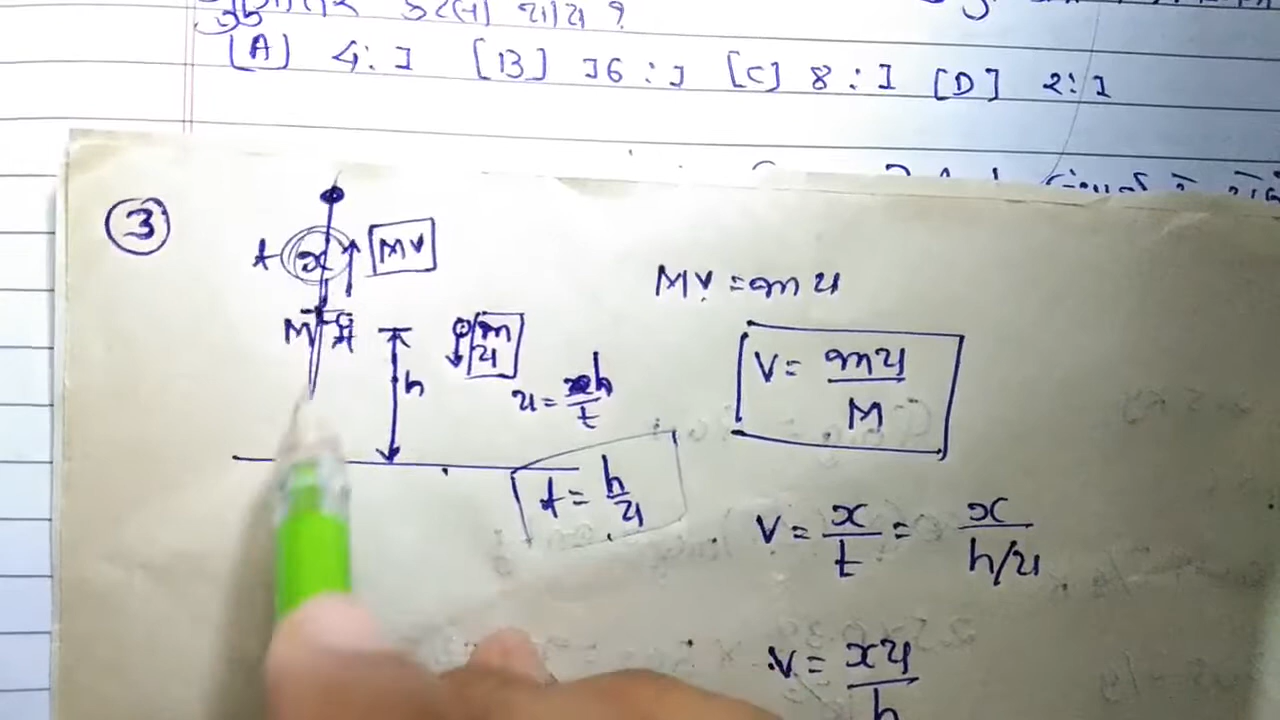 [A] 4:1 [B] 16:1 [C] 8:1 [D] 2:1
3
t x MV
M
h
m
u
u = h/t
t = h/u
MV = mu
V = mu/M
V = x/t = x/h/u
V = xu/h